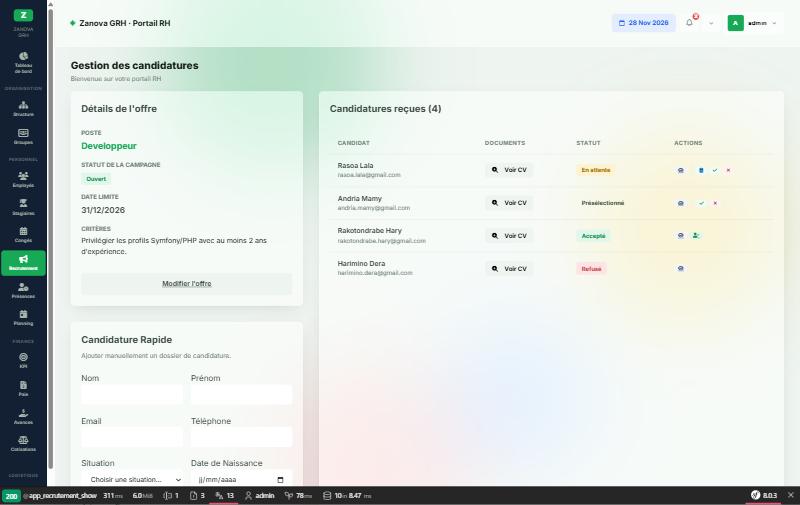 Z
ZANOVA
GRH
Tableau
de bord
ORGANISATION
Structure
Groupes
PERSONNEL
Employés
Stagiaires
Congés
Recrutement
Présences
Planning
FINANCE
KPI
Paie
Avances
Cotisations
LOGISTIQUE
Zanova GRH · Portail RH
28 Nov 2026
A admin
Gestion des candidatures
Bienvenue sur votre portail RH
Détails de l'offre
POSTE
Developpeur
STATUT DE LA CAMPAGNE
Ouvert
DATE LIMITE
31/12/2026
CRITÈRES
Privilégier les profils Symfony/PHP avec au moins 2 ans
d'expérience.
Modifier l'offre
Candidature Rapide
Ajouter manuellement un dossier de candidature.
Nom Prénom
Email Téléphone
Situation Date de Naissance
Choisir une situation... jj/mm/aaaa
Candidatures reçues (4)
CANDIDAT DOCUMENTS STATUT ACTIONS
Rasoa Lala Voir CV En attente
rasoa.lala@gmail.com
Andria Mamy Voir CV Présélectionné
andria.mamy@gmail.com
Rakotondrabe Hary Voir CV Accepté
rakotondrabe.hary@gmail.com
Harimino Dera Voir CV Refusé
harimino.dera@gmail.com
200 @app_recrutement_show 311 ms 6.0 MiB 1 3 13 admin 78 ms 10 in 8.47 ms 8.0.3